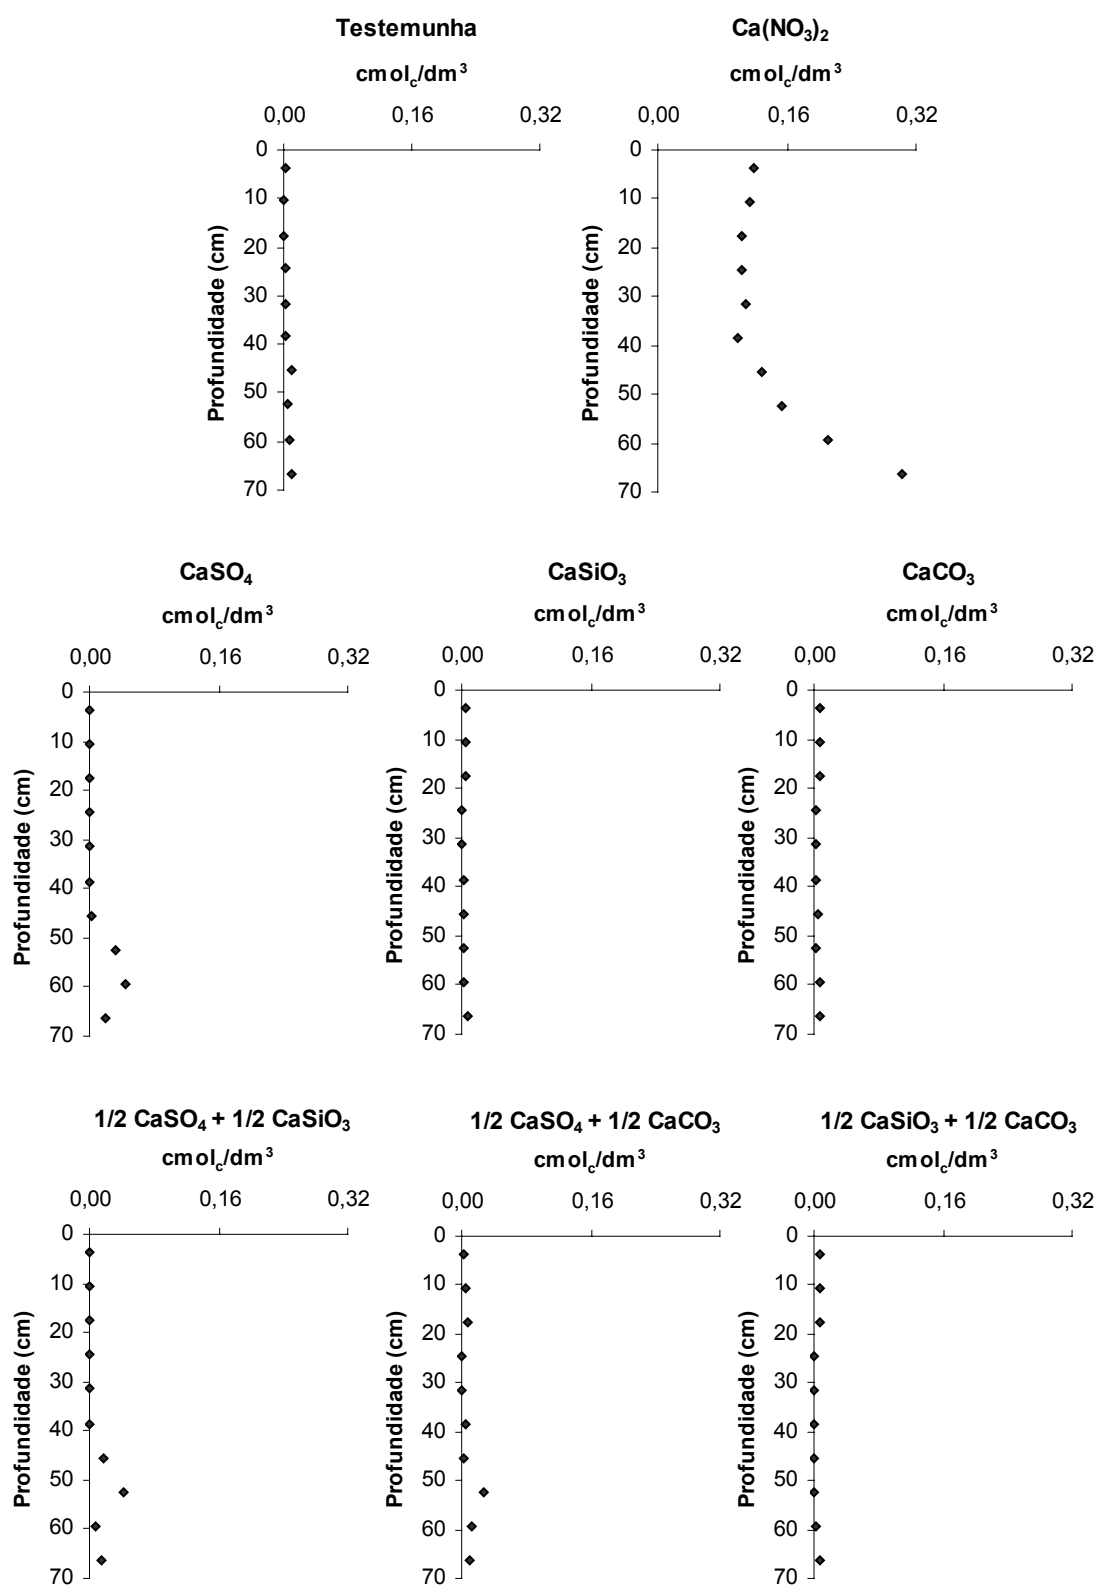 Testemunha
cmol_c/dm³
0,00 0,16 0,32
0
10
20
30
40
50
60
70
Profundidade (cm)
Ca(NO₃)₂
cmol_c/dm³
0,00 0,16 0,32
0
10
20
30
40
50
60
70
Profundidade (cm)
CaSO₄
cmol_c/dm³
0,00 0,16 0,32
0
10
20
30
40
50
60
70
Profundidade (cm)
CaSiO₃
cmol_c/dm³
0,00 0,16 0,32
0
10
20
30
40
50
60
70
Profundidade (cm)
CaCO₃
cmol_c/dm³
0,00 0,16 0,32
0
10
20
30
40
50
60
70
Profundidade (cm)
1/2 CaSO₄ + 1/2 CaSiO₃
cmol_c/dm³
0,00 0,16 0,32
0
10
20
30
40
50
60
70
Profundidade (cm)
1/2 CaSO₄ + 1/2 CaCO₃
cmol_c/dm³
0,00 0,16 0,32
0
10
20
30
40
50
60
70
Profundidade (cm)
1/2 CaSiO₃ + 1/2 CaCO₃
cmol_c/dm³
0,00 0,16 0,32
0
10
20
30
40
50
60
70
Profundidade (cm)